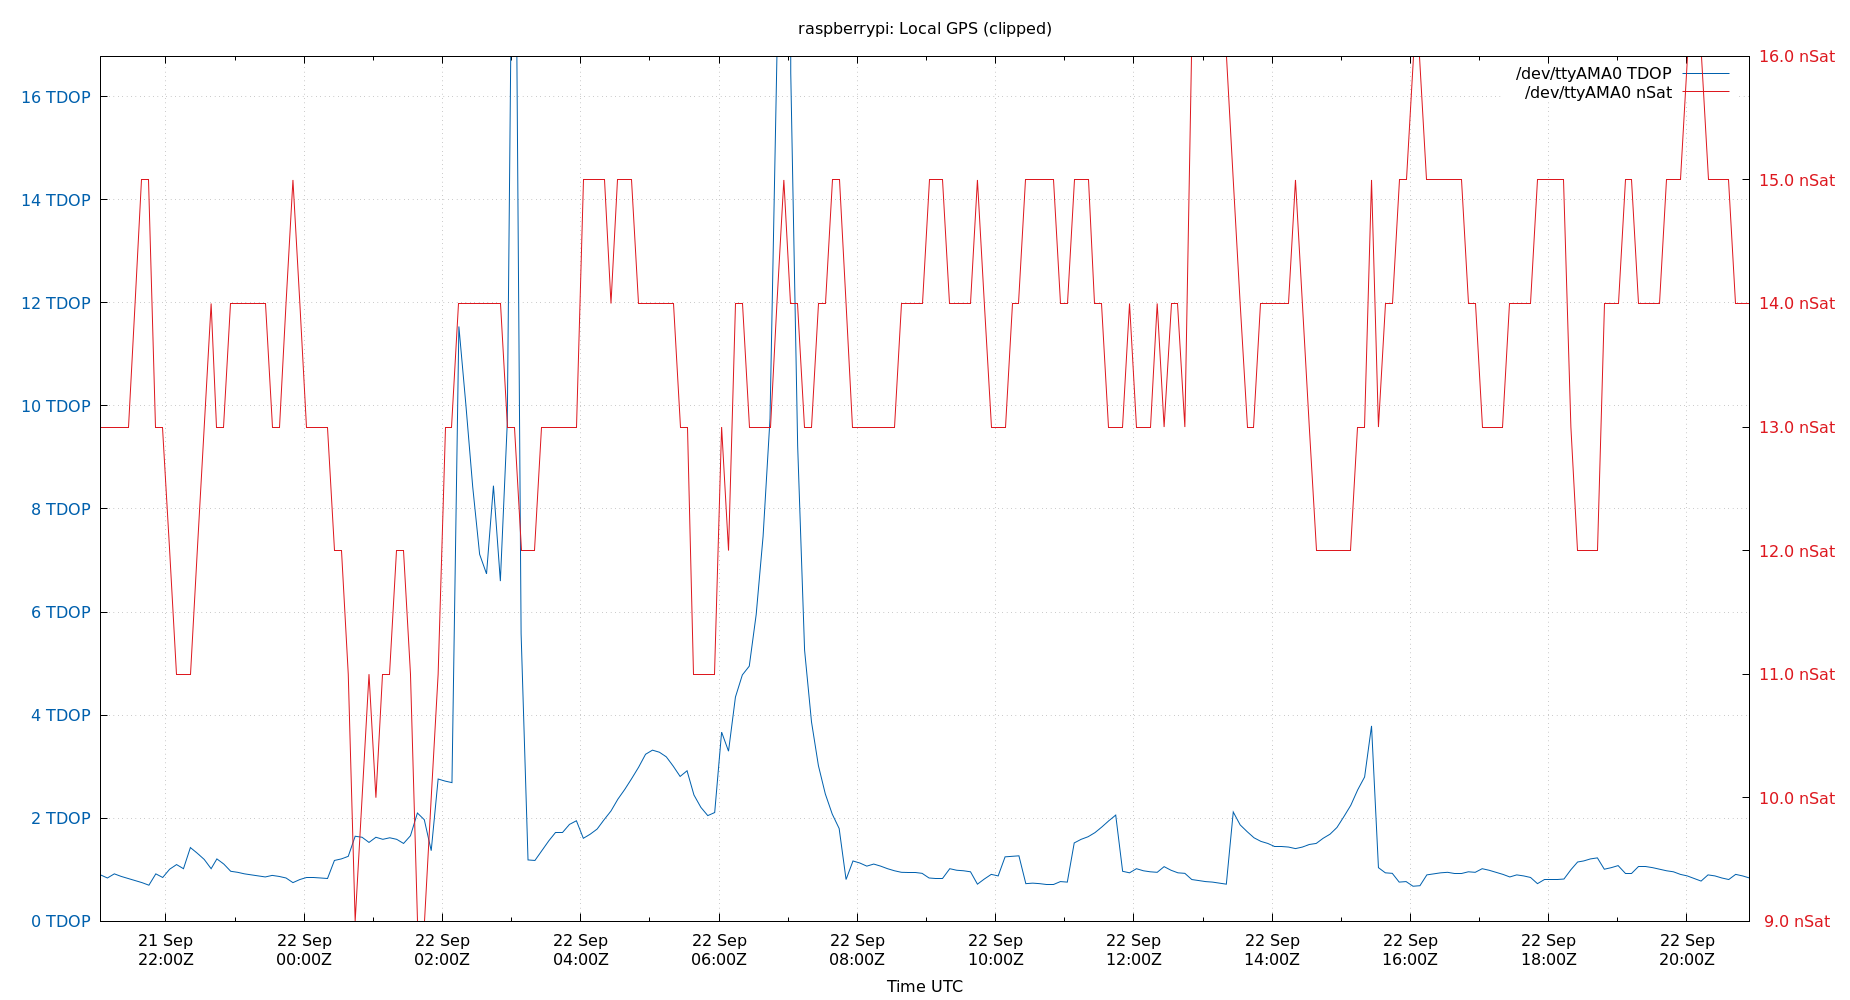 raspberrypi: Local GPS (clipped)
/dev/ttyAMA0 TDOP
/dev/ttyAMA0 nSat
16 TDOP
14 TDOP
12 TDOP
10 TDOP
8 TDOP
6 TDOP
4 TDOP
2 TDOP
0 TDOP
16.0 nSat
15.0 nSat
14.0 nSat
13.0 nSat
12.0 nSat
11.0 nSat
10.0 nSat
9.0 nSat
21 Sep
22:00Z
22 Sep
00:00Z
22 Sep
02:00Z
22 Sep
04:00Z
22 Sep
06:00Z
22 Sep
08:00Z
22 Sep
10:00Z
22 Sep
12:00Z
22 Sep
14:00Z
22 Sep
16:00Z
22 Sep
18:00Z
22 Sep
20:00Z
Time UTC